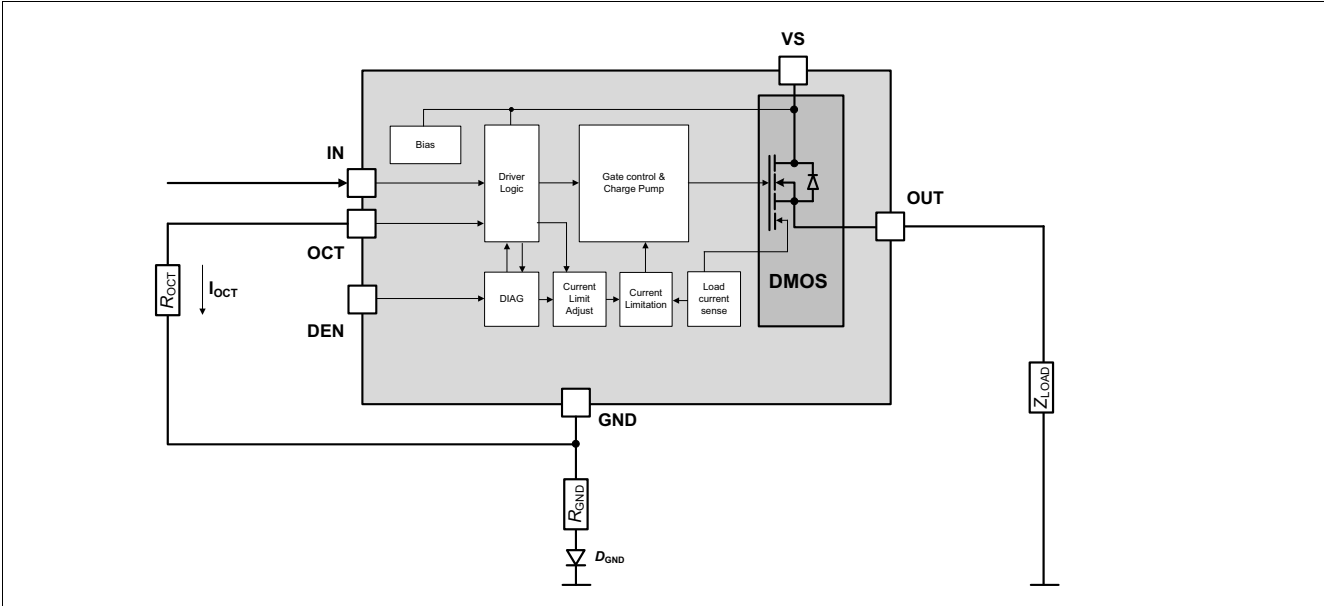 VS
Bias
IN
Driver
Logic
Gate control &
Charge Pump
OUT
OCT
ROCT
IOCT
DMOS
DIAG
Current
Limit
Adjust
Current
Limitation
Load
current
sense
DEN
ZLOAD
GND
RGND
DGND